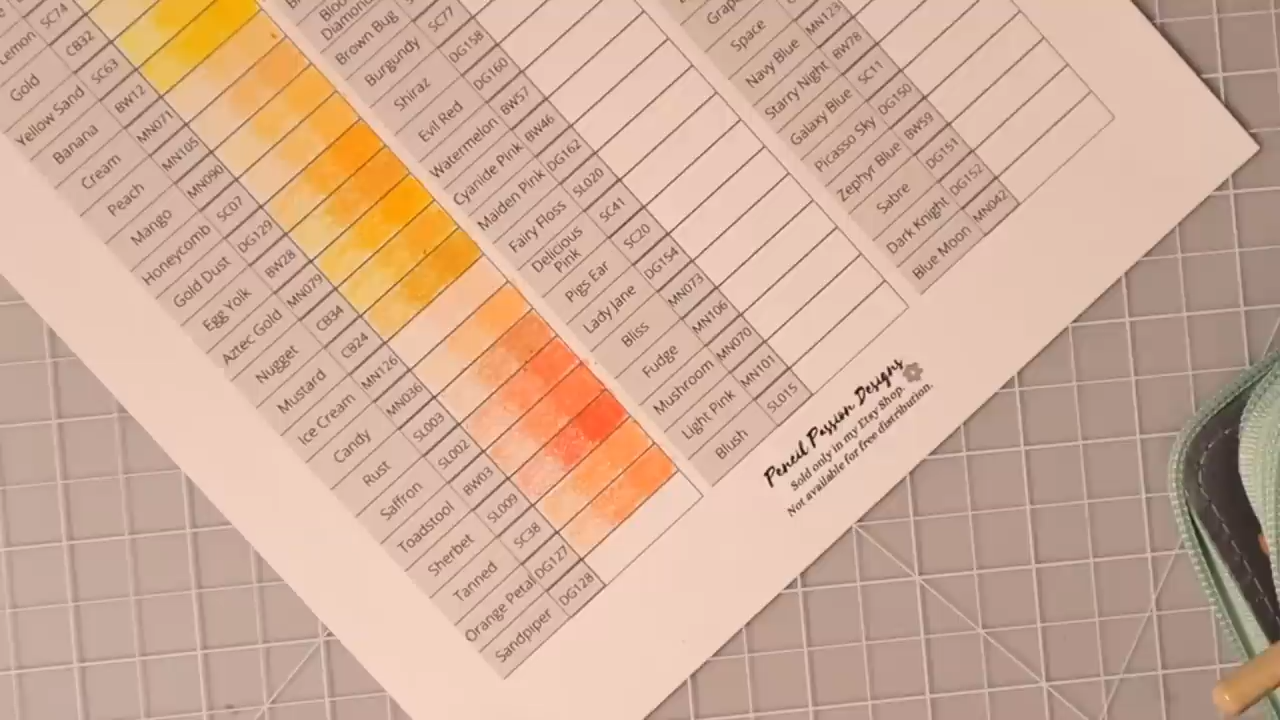 Lemon SC74
Gold CB32
Yellow Sand SC63
Banana BW12
Cream MN071
Peach MN105
Mango MN090
Honeycomb SC07
Gold Dust DG129
Egg Yolk BW28
Aztec Gold MN079
Nugget CB34
Mustard CB24
Ice Cream MN126
Candy MN036
Rust SL003
Saffron SL002
Toadstool BW03
Sherbet SL009
Tanned SC38
Orange Petal DG127
Sandpiper DG128
Diamond
Brown Bug
Burgundy SC77
Shiraz DG158
Evil Red DG160
Watermelon BW57
Cyanide Pink BW46
Maiden Pink DG162
Fairy Floss SL020
Delicious
Pink SC41
Pigs Ear SC20
Lady Jane DG154
Bliss MN073
Fudge MN106
Mushroom MN070
Light Pink MN101
Blush SL015
Space
Navy Blue MN123
Starry Night BW78
Galaxy Blue SC11
Picasso Sky DG150
Zephyr Blue BW59
Sabre DG151
Dark Knight DG152
Blue Moon MN042
Pencil Passion Designs
Sold only in my Etsy Shop.
Not available for free distribution.